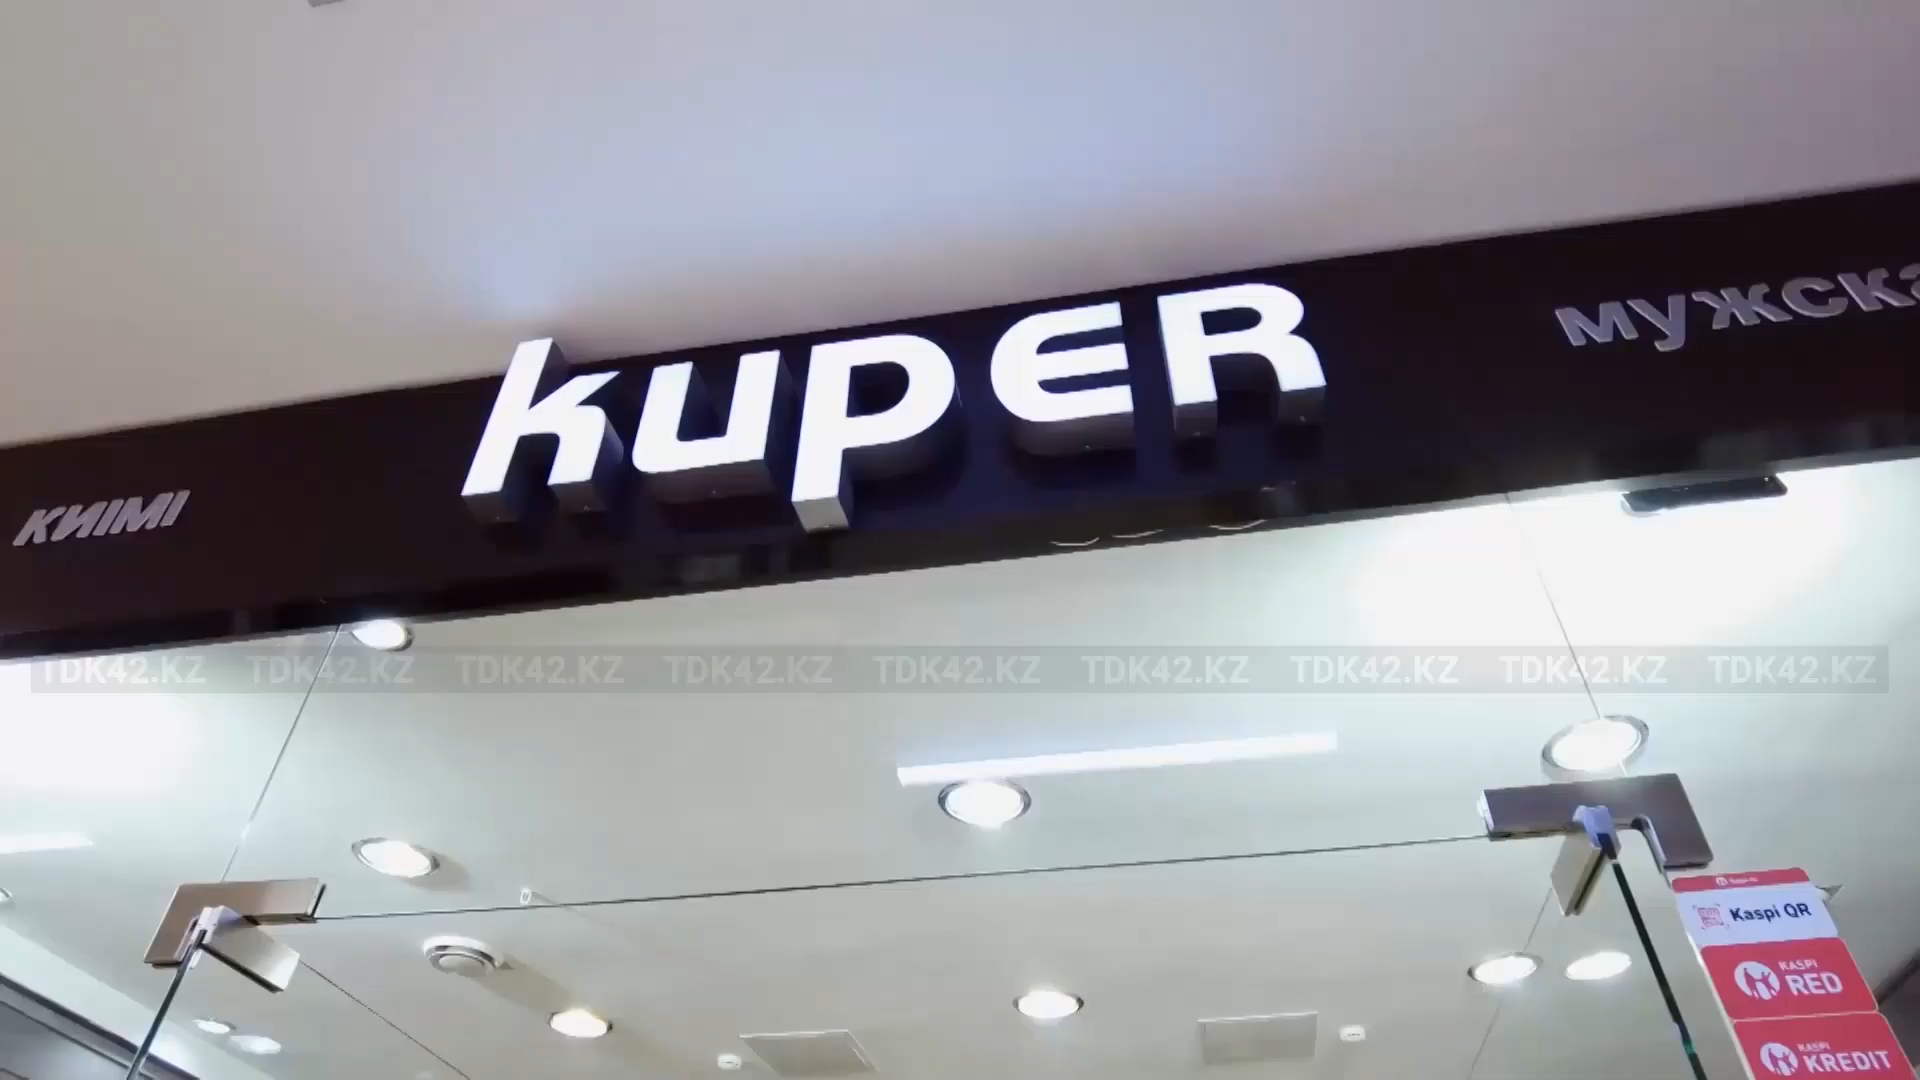 kupER
КИІМІ
мужска
TDK42.KZ TDK42.KZ TDK42.KZ TDK42.KZ TDK42.KZ TDK42.KZ TDK42.KZ TDK42.KZ TDK42.KZ
Kaspi QR
KASPI
RED
KASPI
KREDIT